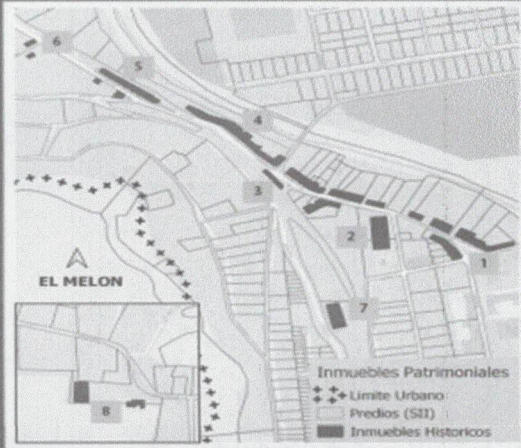 6
5
4
3
2
1
EL MELON
7
8
Inmuebles Patrimoniales
Limite Urbano
Predios (SII)
Inmuebles Historicos